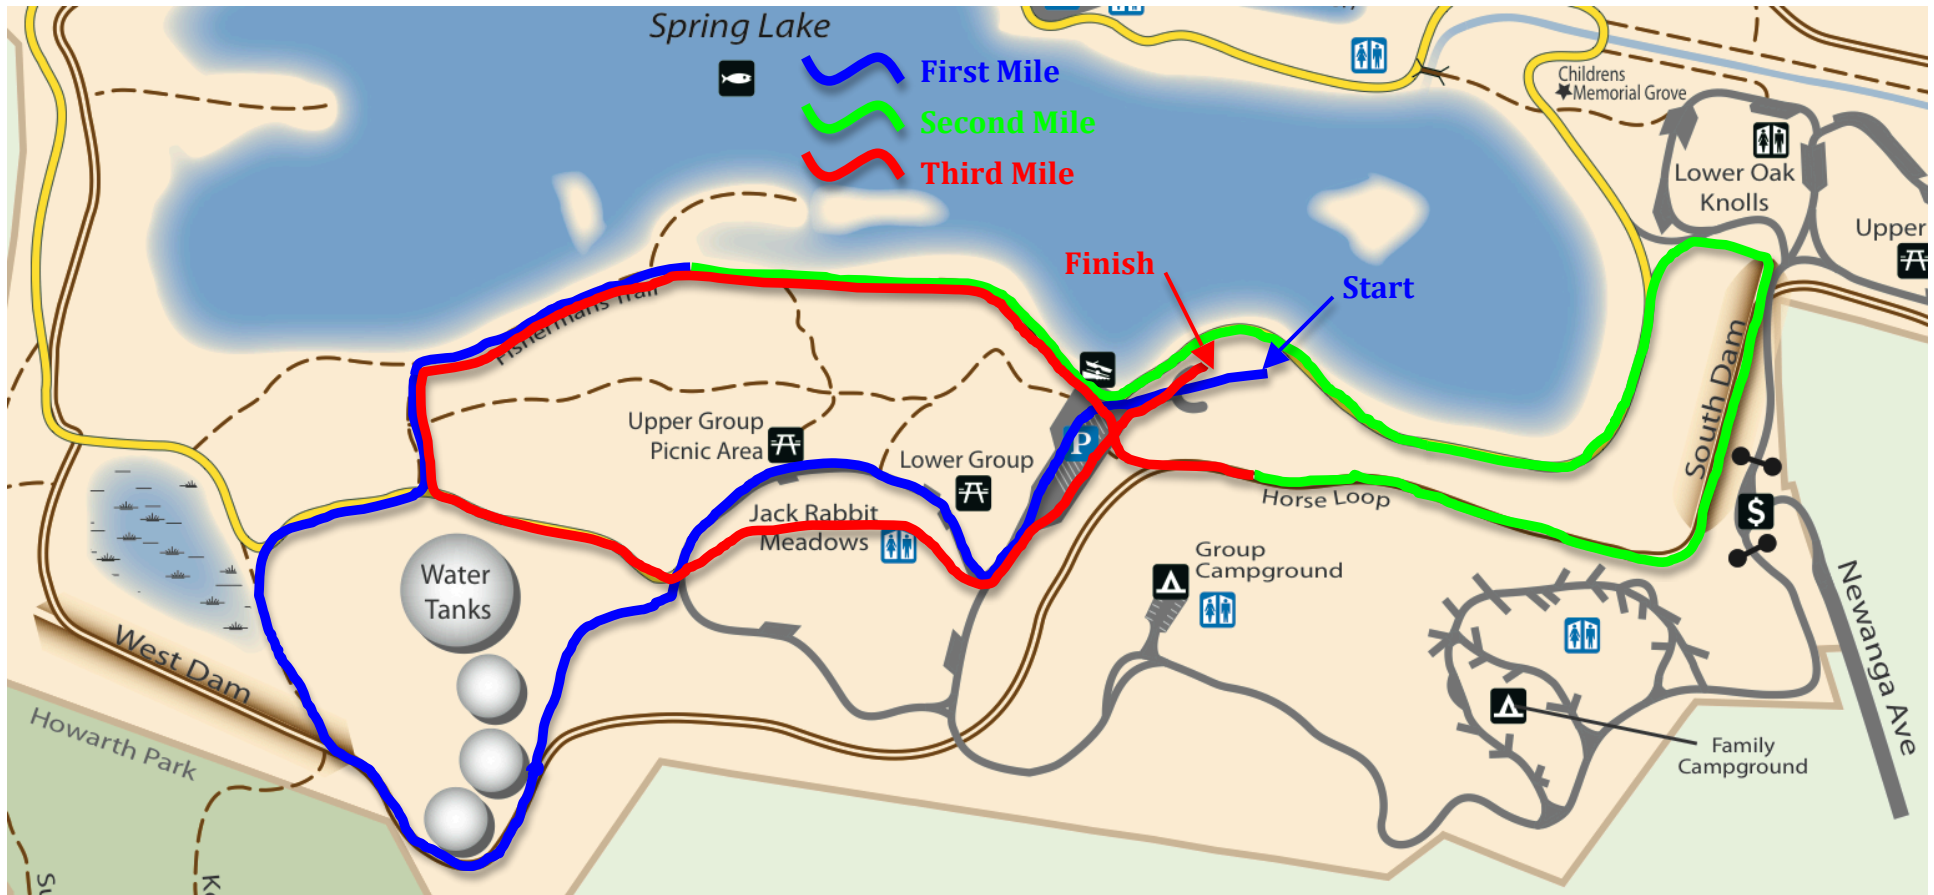 Spring Lake
First Mile
Second Mile
Third Mile
Childrens
Memorial Grove
Lower Oak
Knolls
Upper
Finish
Start
Fishermans Trail
Upper Group
Picnic Area
Lower Group
P
Jack Rabbit
Meadows
Horse Loop
South Dam
$
Water
Tanks
Group
Campground
West Dam
Howarth Park
Newanga Ave
Family
Campground